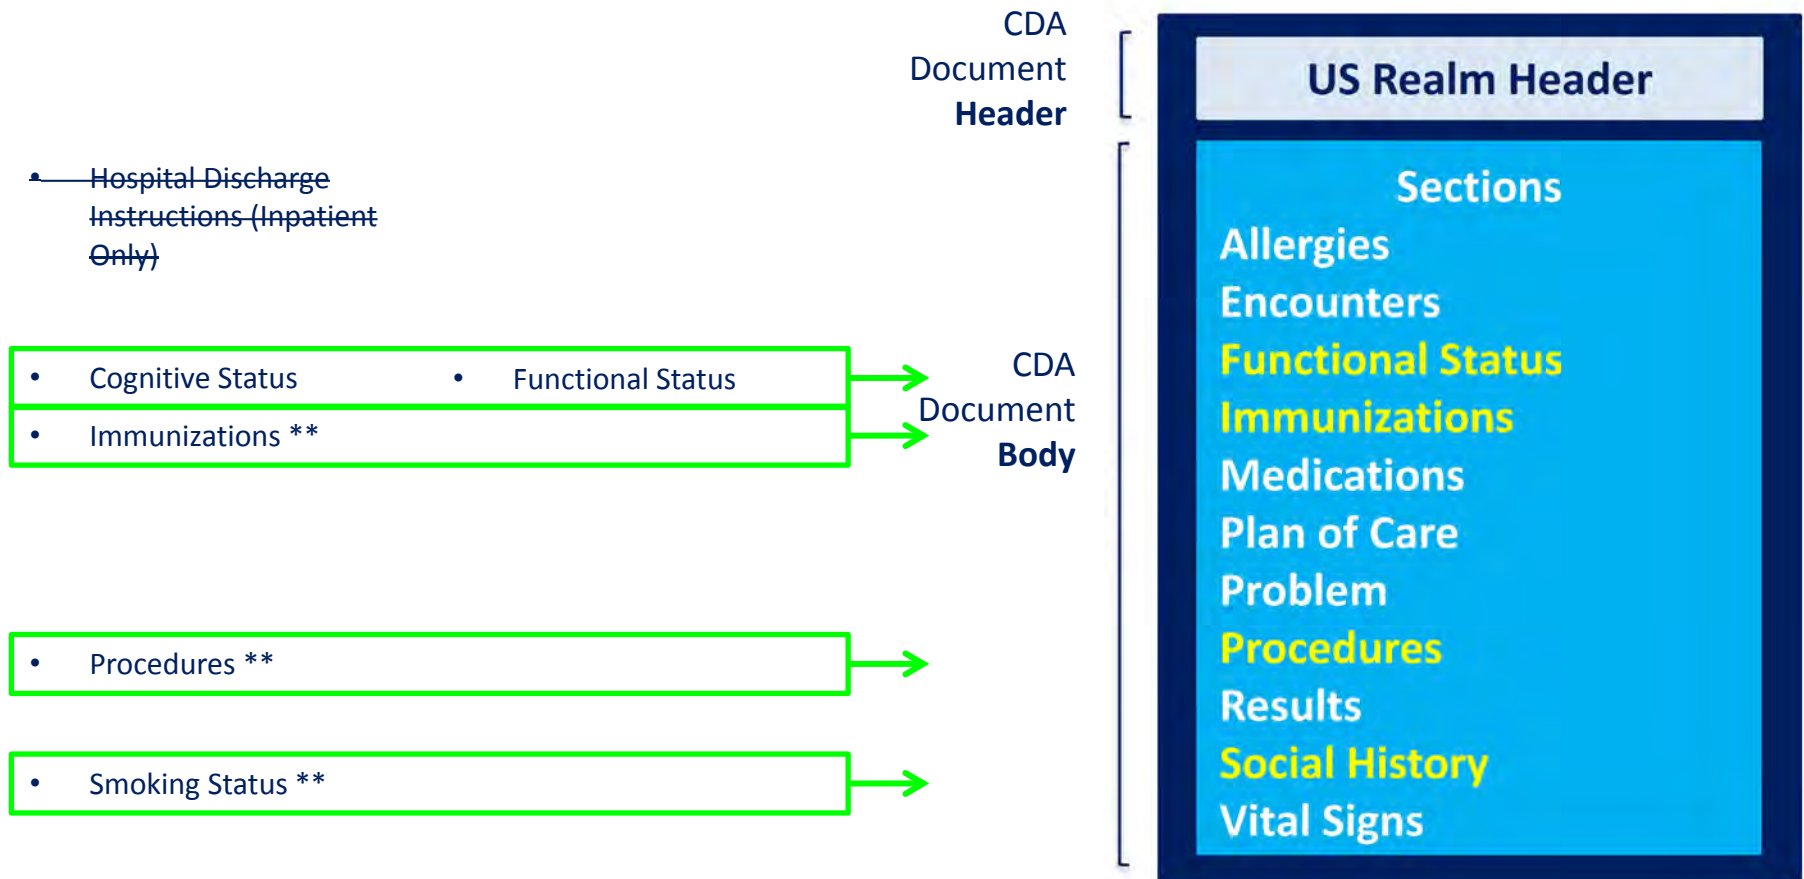 • Hospital Discharge
Instructions (Inpatient
Only)
• Cognitive Status
• Functional Status
• Immunizations **
• Procedures **
• Smoking Status **
CDA
Document
Header
CDA
Document
Body
US Realm Header
Sections
Allergies
Encounters
Functional Status
Immunizations
Medications
Plan of Care
Problem
Procedures
Results
Social History
Vital Signs